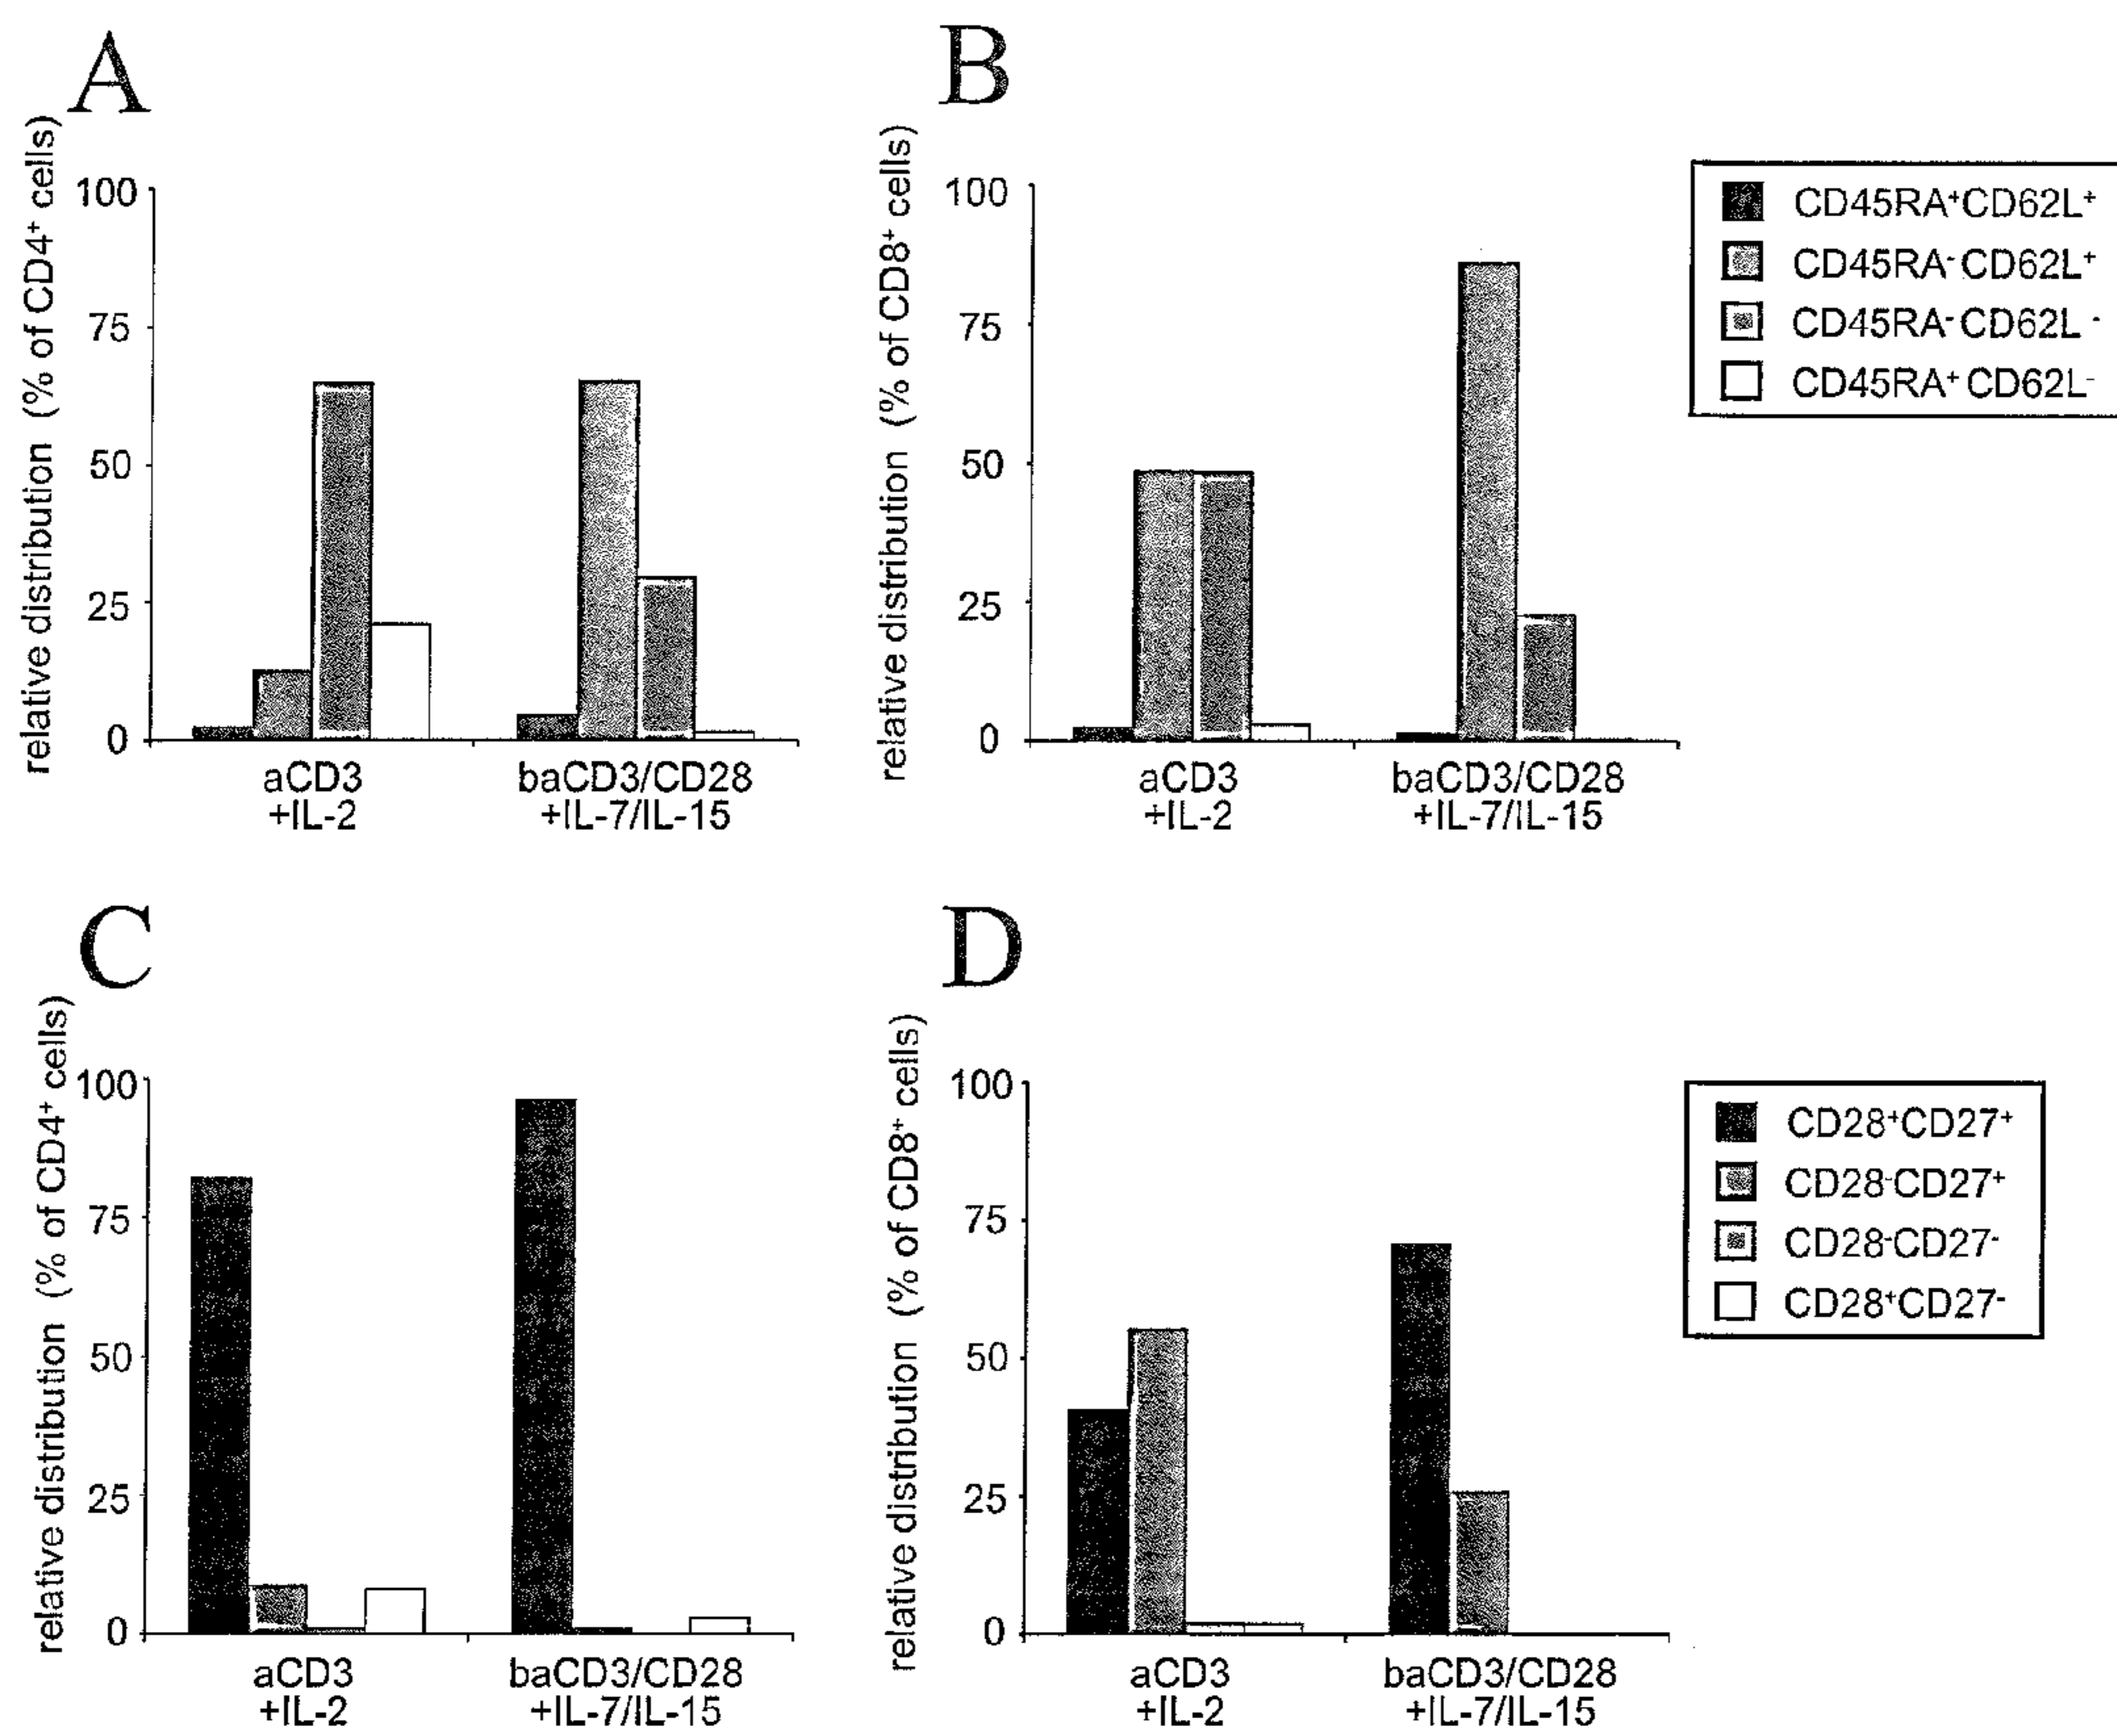 A
relative distribution (% of CD4⁺ cells)
100
75
50
25
0
aCD3
+IL-2
baCD3/CD28
+IL-7/IL-15
B
relative distribution (% of CD8⁺ cells)
100
75
50
25
0
aCD3
+IL-2
baCD3/CD28
+IL-7/IL-15
CD45RA⁺CD62L⁺
CD45RA⁻CD62L⁺
CD45RA⁻CD62L⁻
CD45RA⁺CD62L⁻
C
relative distribution (% of CD4⁺ cells)
100
75
50
25
0
aCD3
+IL-2
baCD3/CD28
+IL-7/IL-15
D
relative distribution (% of CD8⁺ cells)
100
75
50
25
0
aCD3
+IL-2
baCD3/CD28
+IL-7/IL-15
CD28⁺CD27⁺
CD28⁻CD27⁺
CD28⁻CD27⁻
CD28⁺CD27⁻